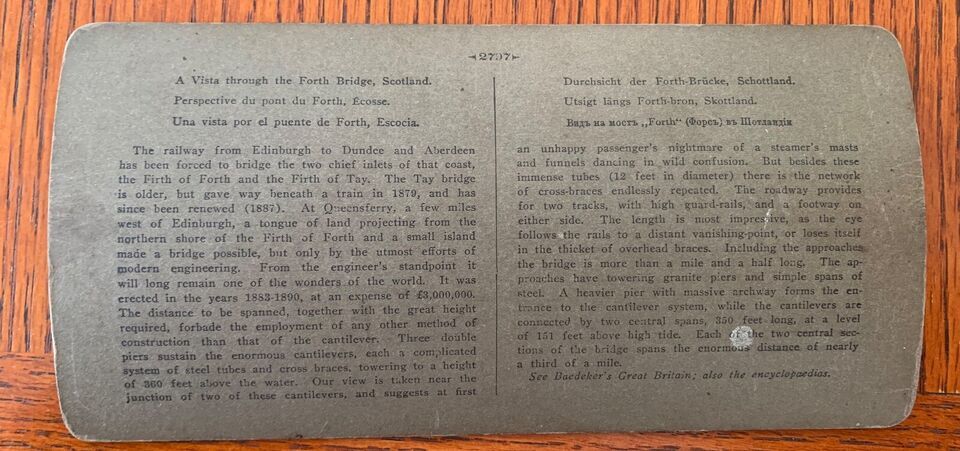 2797
A Vista through the Forth Bridge, Scotland.
Perspective du pont du Forth, Écosse.
Una vista por el puente de Forth, Escocia.
The railway from Edinburgh to Dundee and Aberdeen
has been forced to bridge the two chief inlets of that coast,
the Firth of Forth and the Firth of Tay. The Tay bridge
is older, but gave way beneath a train in 1879, and has
since been renewed (1887). At Queensferry, a few miles
west of Edinburgh, a tongue of land projecting from the
northern shore of the Firth of Forth and a small island
made a bridge possible, but only by the utmost efforts of
modern engineering. From the engineer's standpoint it
will long remain one of the wonders of the world. It was
erected in the years 1883-1890, at an expense of £3,000,000.
The distance to be spanned, together with the great height
required, forbade the employment of any other method of
construction than that of the cantilever. Three double
piers sustain the enormous cantilevers, each a complicated
system of steel tubes and cross braces, towering to a height
of 360 feet above the water. Our view is taken near the
junction of two of these cantilevers, and suggests at first
Durchsicht der Forth-Brücke, Schottland.
Utsigt längs Forth-bron, Skottland.
Видъ на мостъ „Forth“ (Форсъ) въ Шотландіи
an unhappy passenger's nightmare of a steamer's masts
and funnels dancing in wild confusion. But besides these
immense tubes (12 feet in diameter) there is the network
of cross-braces endlessly repeated. The roadway provides
for two tracks, with high guard-rails, and a footway on
either side. The length is most impressive, as the eye
follows the rails to a distant vanishing-point, or loses itself
in the thicket of overhead braces. Including the approaches
the bridge is more than a mile and a half long. The ap-
proaches have towering granite piers and simple spans of
steel. A heavier pier with massive archway forms the en-
trance to the cantilever system, while the cantilevers are
connected by two central spans, 350 feet long, at a level
of 151 feet above high tide. Each of the two central sec-
tions of the bridge spans the enormous distance of nearly
a third of a mile.
See Baedeker's Great Britain; also the encyclopaedias.